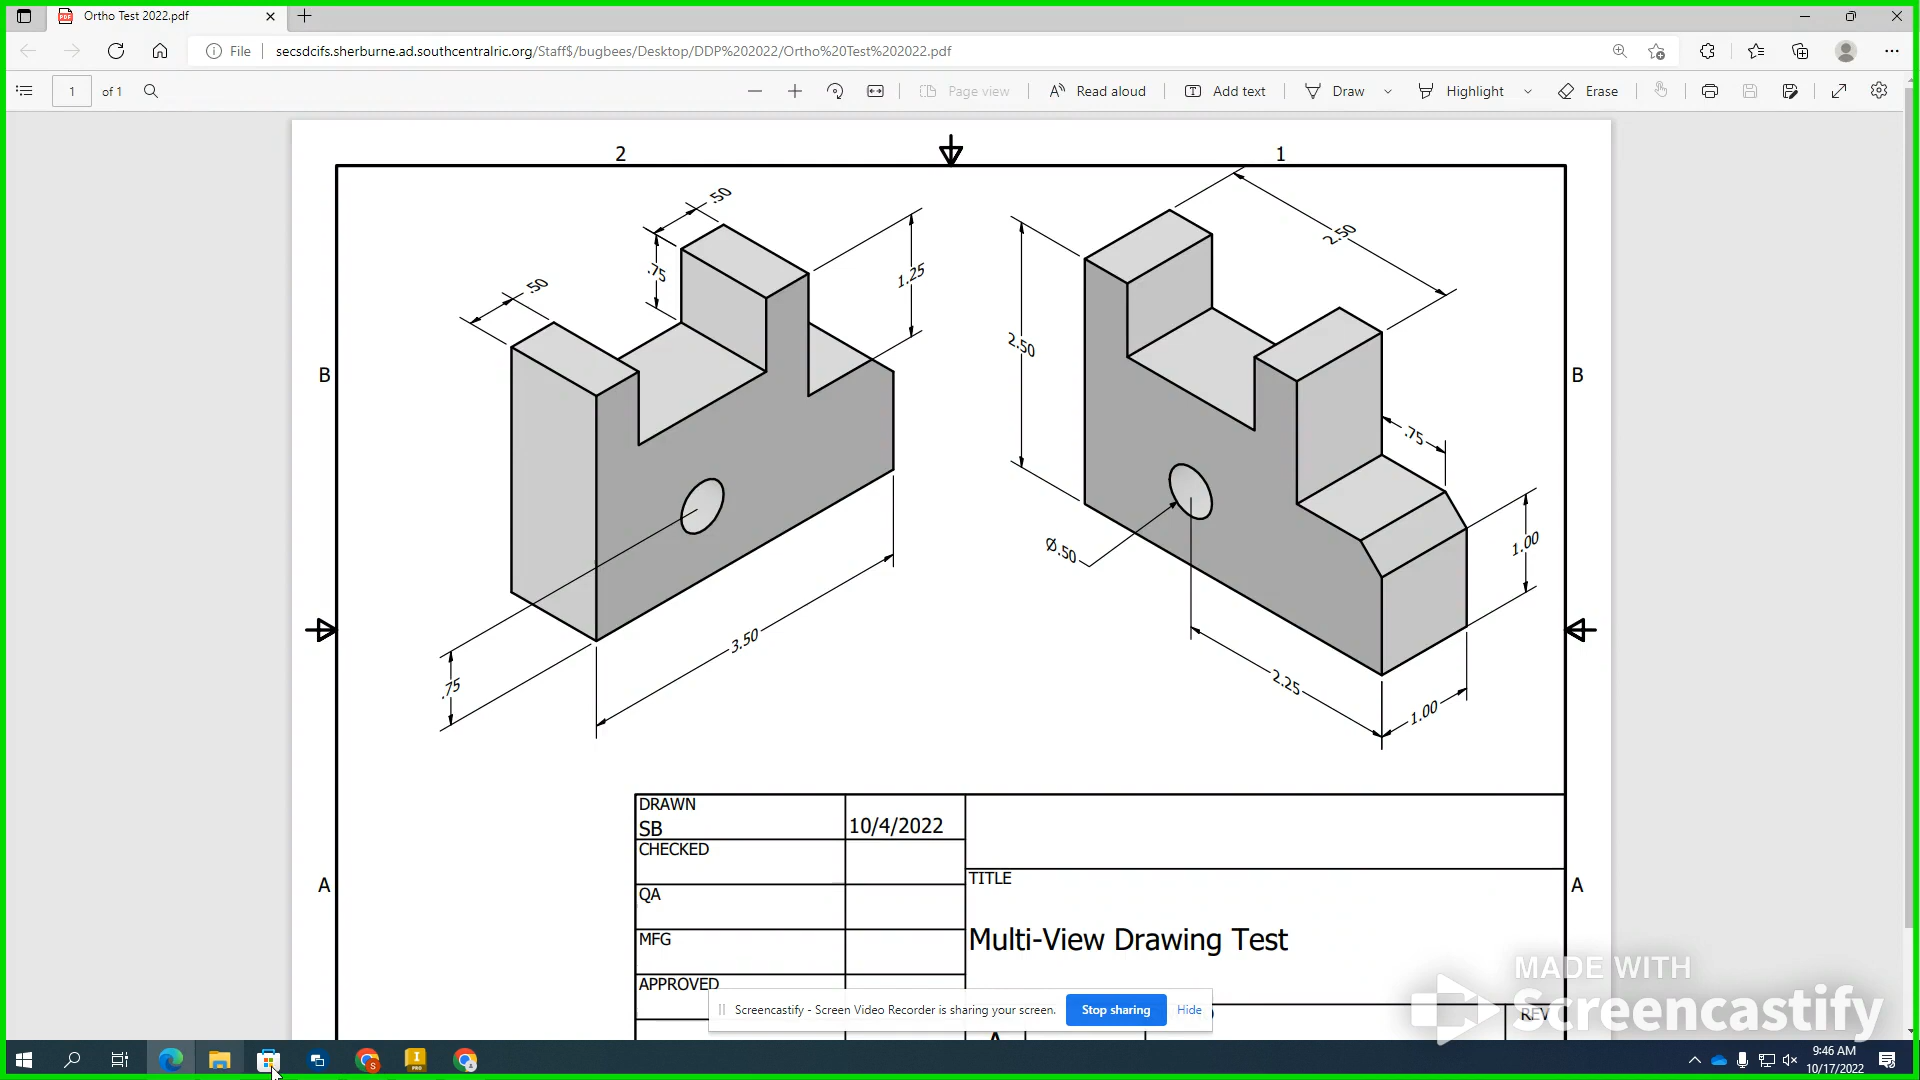 Ortho Test 2022.pdf
File
secsdcifs.sherburne.ad.southcentralric.org/Staff$/bugbees/Desktop/DDP%202022/Ortho%20Test%202022.pdf
1 of 1
Page view
Read aloud
Add text
Draw
Highlight
Erase
2
1
.50
.50
.75
1.25
2.50
2.50
.75
B
B
Ø.50
1.00
3.50
.75
2.25
1.00
DRAWN
SB
10/4/2022
CHECKED
QA
MFG
APPROVED
TITLE
Multi-View Drawing Test
A
A
REV
MADE WITH
Screencastify
Screencastify - Screen Video Recorder is sharing your screen.
Stop sharing
Hide
9:46 AM
10/17/2022